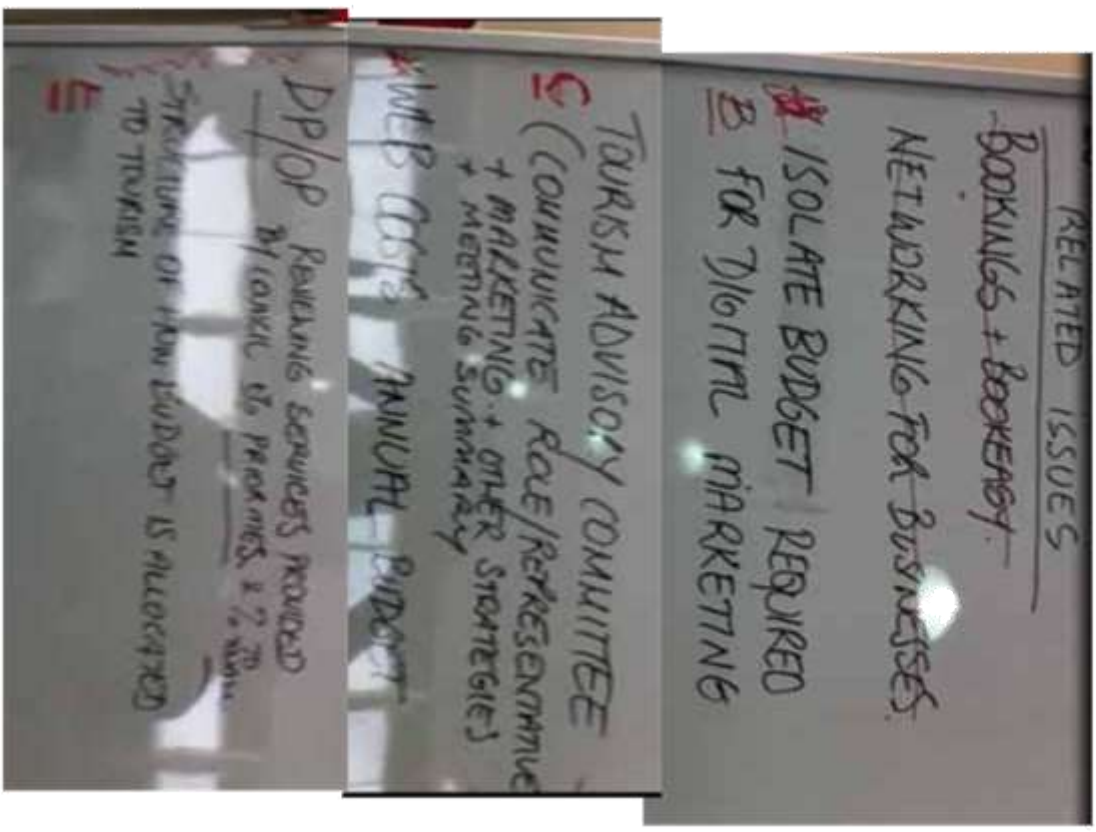 RELATED ISSUES
BOOKINGS + BOOKEASY.
NETWORKING FOR BUSINESSES.
ISOLATE BUDGET REQUIRED
B FOR DIGITAL MARKETING
TOURISM ADVISORY COMMITTEE
C (COMMUNICATE ROLE/REPRESENTATIVE
+ MARKETING + OTHER STRATEGIES
+ MEETING SUMMARY
* WEB COSTS ANNUAL BUDGET
DP/OP REVIEWING SERVICES PROVIDED
BY COUNCIL
STRUCTURE OF HOW BUDGET IS ALLOCATED
TO TOURISM
E